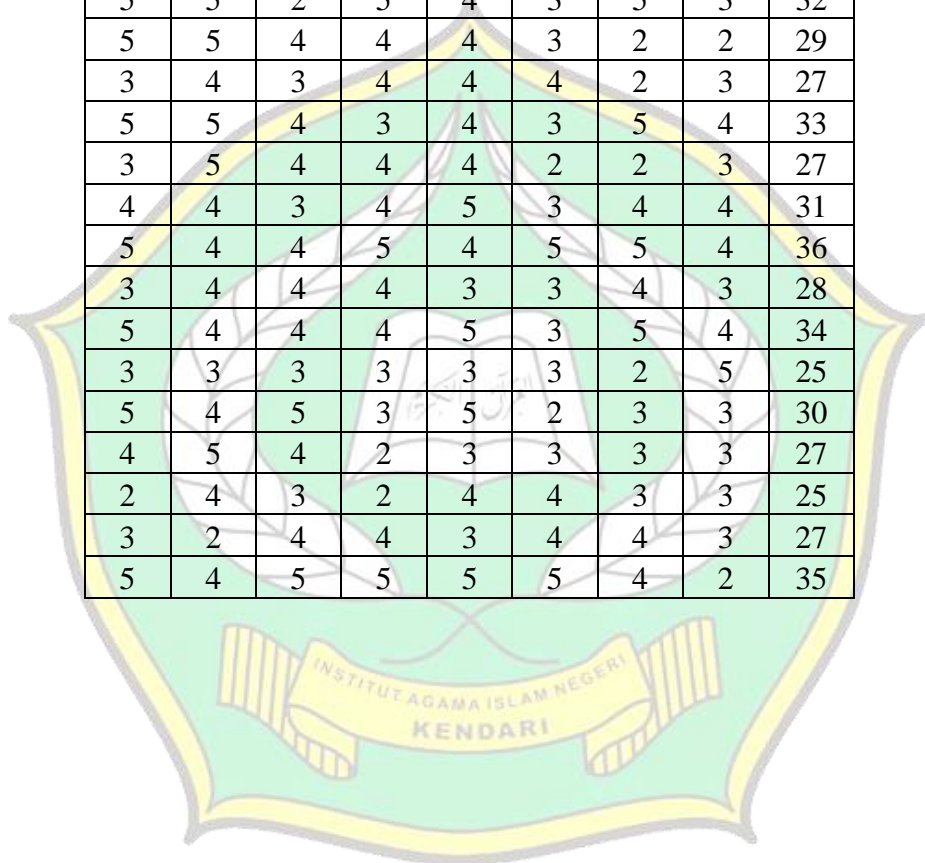 5 5 4 4 4 3 2 2 29
3 4 3 4 4 4 2 3 27
5 5 4 3 4 3 5 4 33
3 5 4 4 4 2 2 3 27
4 4 3 4 5 3 4 4 31
5 4 4 5 4 5 5 4 36
3 4 4 4 3 3 4 3 28
5 4 4 4 5 3 5 4 34
3 3 3 3 3 3 2 5 25
5 4 5 3 5 2 3 3 30
4 5 4 2 3 3 3 3 27
2 4 3 2 4 4 3 3 25
3 2 4 4 3 4 4 3 27
5 4 5 5 5 5 4 2 35
INSTITUT AGAMA ISLAM NEGERI
KENDARI